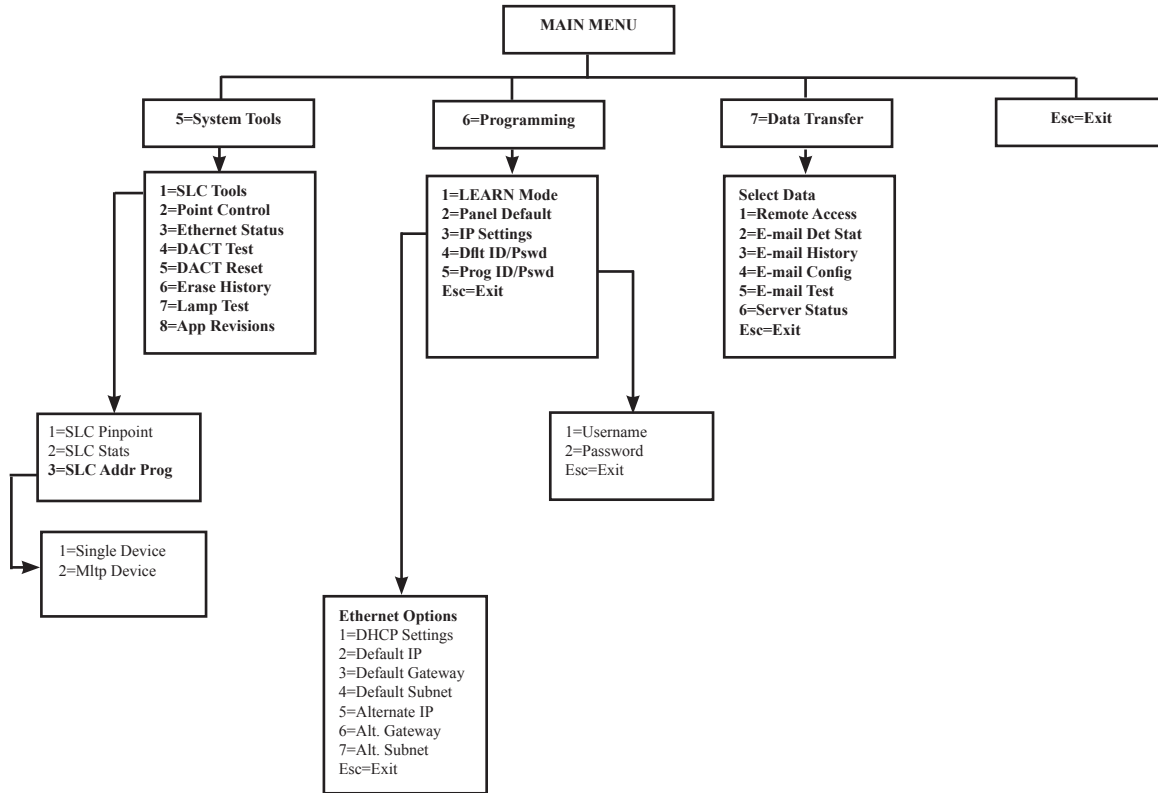 MAIN MENU
5=System Tools
6=Programming
7=Data Transfer
Esc=Exit
1=SLC Tools
2=Point Control
3=Ethernet Status
4=DACT Test
5=DACT Reset
6=Erase History
7=Lamp Test
8=App Revisions
1=LEARN Mode
2=Panel Default
3=IP Settings
4=Dflt ID/Pswd
5=Prog ID/Pswd
Esc=Exit
Select Data
1=Remote Access
2=E-mail Det Stat
3=E-mail History
4=E-mail Config
5=E-mail Test
6=Server Status
Esc=Exit
1=SLC Pinpoint
2=SLC Stats
3=SLC Addr Prog
1=Username
2=Password
Esc=Exit
1=Single Device
2=Mltp Device
Ethernet Options
1=DHCP Settings
2=Default IP
3=Default Gateway
4=Default Subnet
5=Alternate IP
6=Alt. Gateway
7=Alt. Subnet
Esc=Exit